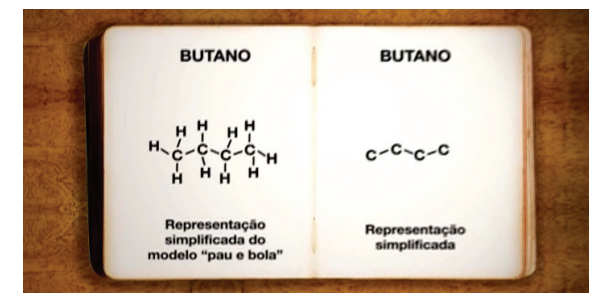 BUTANO
H H H H
H C C C C H
H H H H
Representação
simplificada do
modelo “pau e bola”
BUTANO
C C C C
Representação
simplificada